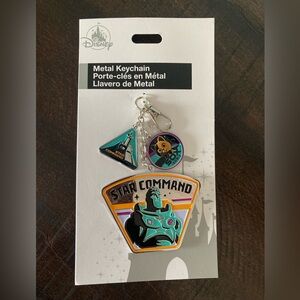 Disney
Metal Keychain
Porte-clés en Métal
Llavero de Metal
STAR COMMAND